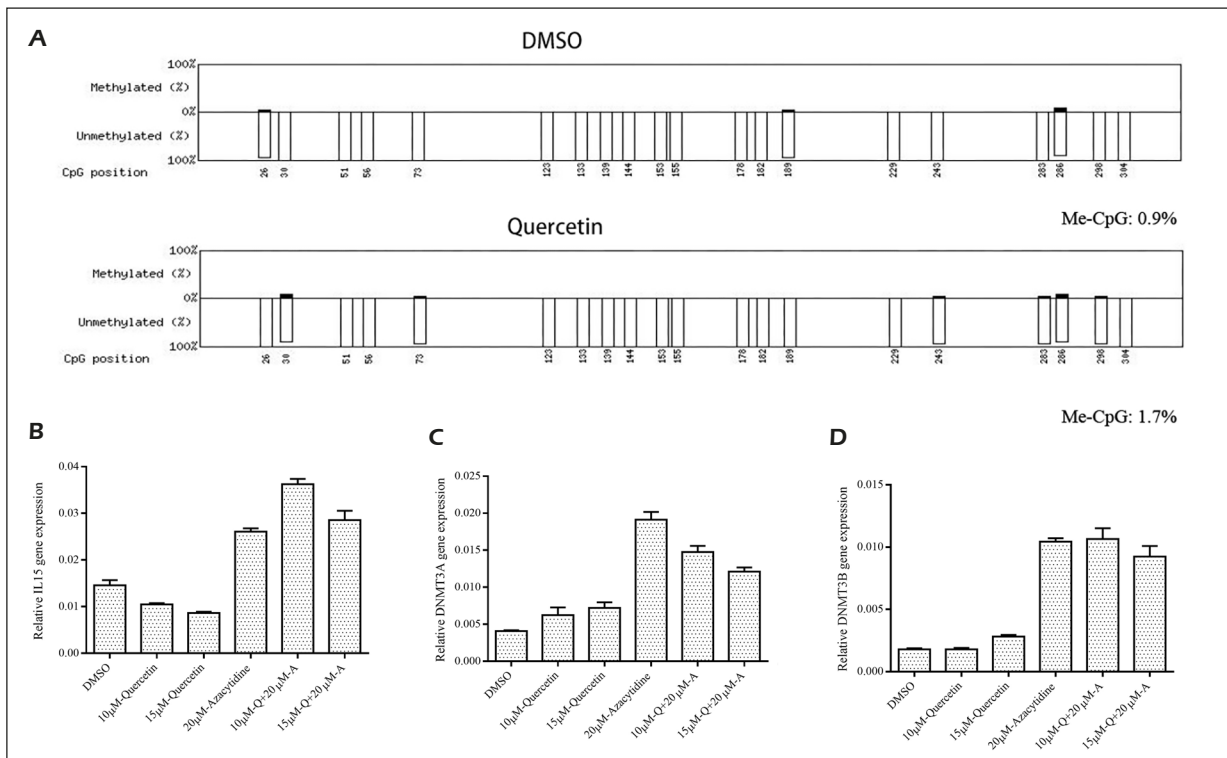 A
DMSO
100%
Methylated (%)
0%
Unmethylated (%)
100%
CpG position
26 30 51 56 73 123 133 139 144 153 155 178 182 189 229 243 283 286 298 304
Me-CpG: 0.9%
Quercetin
100%
Methylated (%)
0%
Unmethylated (%)
100%
CpG position
26 30 51 56 73 123 133 139 144 153 155 178 182 189 229 243 283 286 298 304
Me-CpG: 1.7%
B
Relative IL15 gene expression
0.04
0.03
0.02
0.01
0.00
DMSO
10μM-Quercetin
15μM-Quercetin
20μM-Azacytidine
10μM-Q+20 μM-A
15μM-Q+20 μM-A
C
Relative DNMT3A gene expression
0.025
0.020
0.015
0.010
0.005
0.000
DMSO
10μM-Quercetin
15μM-Quercetin
20μM-Azacytidine
10μM-Q+20 μM-A
15μM-Q+20 μM-A
D
Relative DNMT3B gene expression
0.015
0.010
0.005
0.000
DMSO
10μM-Quercetin
15μM-Quercetin
20μM-Azacytidine
10μM-Q+20 μM-A
15μM-Q+20 μM-A